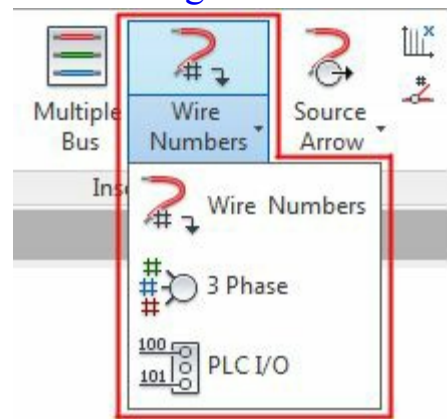 Multiple
Bus
Wire
Numbers
Source
Arrow
Wire Numbers
3 Phase
100
101
PLC I/O